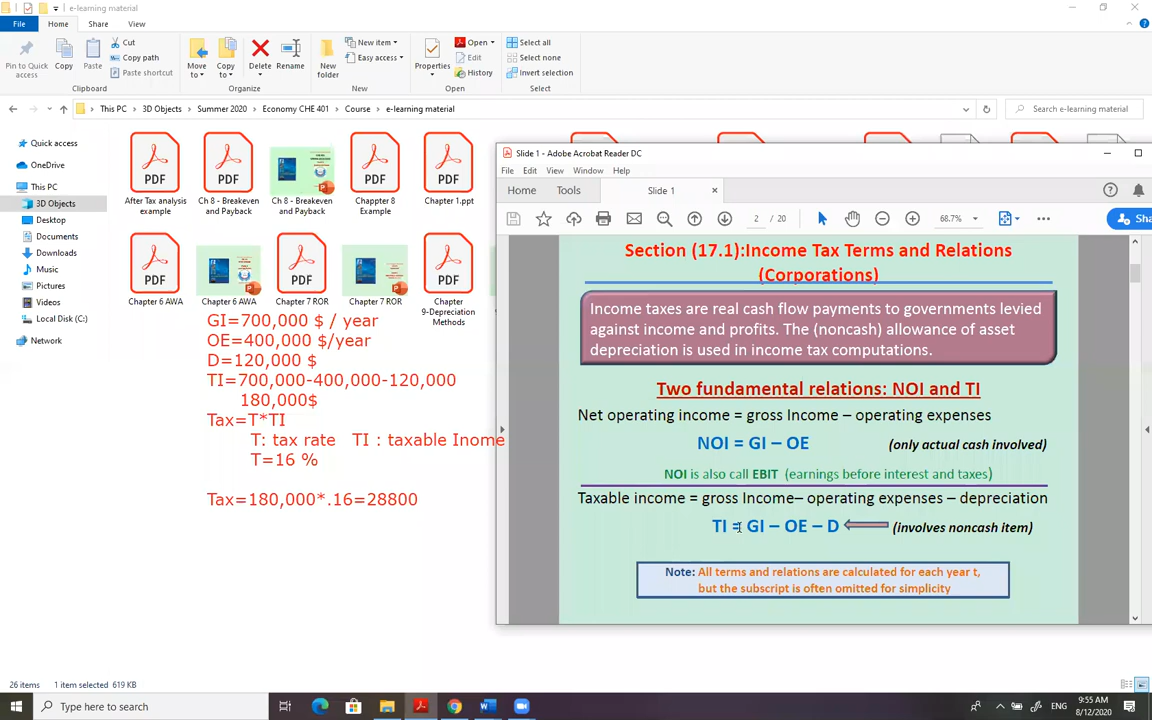 e-learning material
File
Home
Share
View
Pin to Quick access
Copy
Paste
Cut
Copy path
Paste shortcut
Clipboard
Move to
Copy to
Delete
Rename
Organize
New folder
New item
Easy access
New
Properties
Open
Edit
History
Open
Select all
Select none
Invert selection
Select
This PC
3D Objects
Summer 2020
Economy CHE 401
Course
e-learning material
Search e-learning material
Quick access
OneDrive
This PC
3D Objects
Desktop
Documents
Downloads
Music
Pictures
Videos
Local Disk (C:)
Network
PDF
PDF
PDF
PDF
After Tax analysis example
Ch 8 - Breakeven and Payback
Ch 8 - Breakeven and Payback
Chappter 8 Example
Chapter 1.ppt
PDF
PDF
PDF
Chapter 6 AWA
Chapter 6 AWA
Chapter 7 ROR
Chapter 7 ROR
Chapter 9-Depreciation Methods
GI=700,000 $ / year
OE=400,000 $/year
D=120,000 $
TI=700,000-400,000-120,000
180,000$
Tax=T*TI
T: tax rate TI : taxable Inome
T=16 %
Tax=180,000*.16=28800
Slide 1 - Adobe Acrobat Reader DC
File Edit View Window Help
Home Tools Slide 1
2 / 20
68.7%
Section (17.1):Income Tax Terms and Relations
(Corporations)
Income taxes are real cash flow payments to governments levied
against income and profits. The (noncash) allowance of asset
depreciation is used in income tax computations.
Two fundamental relations: NOI and TI
Net operating income = gross Income – operating expenses
NOI = GI – OE (only actual cash involved)
NOI is also call EBIT (earnings before interest and taxes)
Taxable income = gross Income– operating expenses – depreciation
TI = GI – OE – D (involves noncash item)
Note: All terms and relations are calculated for each year t,
but the subscript is often omitted for simplicity
26 items 1 item selected 619 KB
Type here to search
ENG
9:55 AM
8/12/2020